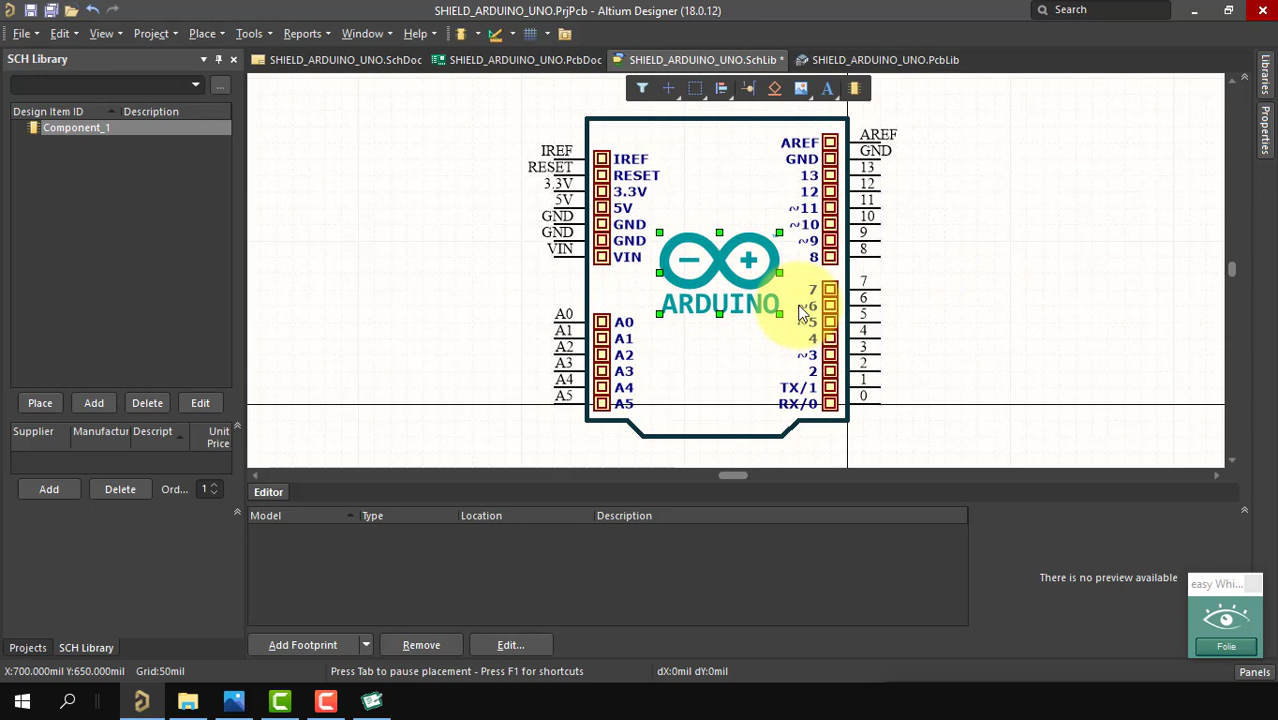 SHIELD_ARDUINO_UNO.PrjPcb - Altium Designer (18.0.12)
Search
File Edit View Project Place Tools Reports Window Help
SCH Library
SHIELD_ARDUINO_UNO.SchDoc
SHIELD_ARDUINO_UNO.PcbDoc
SHIELD_ARDUINO_UNO.SchLib *
SHIELD_ARDUINO_UNO.PcbLib
Libraries
Properties
...
Design Item ID Description
Component_1
IREF
RESET
3.3V
5V
GND
GND
VIN
A0
A1
A2
A3
A4
A5
IREF
RESET
3.3V
5V
GND
GND
VIN
A0
A1
A2
A3
A4
A5
ARDUINO
AREF
GND
13
12
~11
~10
~9
8
7
~6
~5
4
~3
2
TX/1
RX/0
AREF
GND
13
12
11
10
9
8
7
6
5
4
3
2
1
0
Place Add Delete Edit
Supplier Manufactur Descript Unit Price
Add Delete Ord... 1
Editor
Model Type Location Description
There is no preview available
easy Whi...
Folie
Projects SCH Library
Add Footprint Remove Edit...
X:700.000mil Y:650.000mil Grid:50mil Press Tab to pause placement - Press F1 for shortcuts dX:0mil dY:0mil Panels